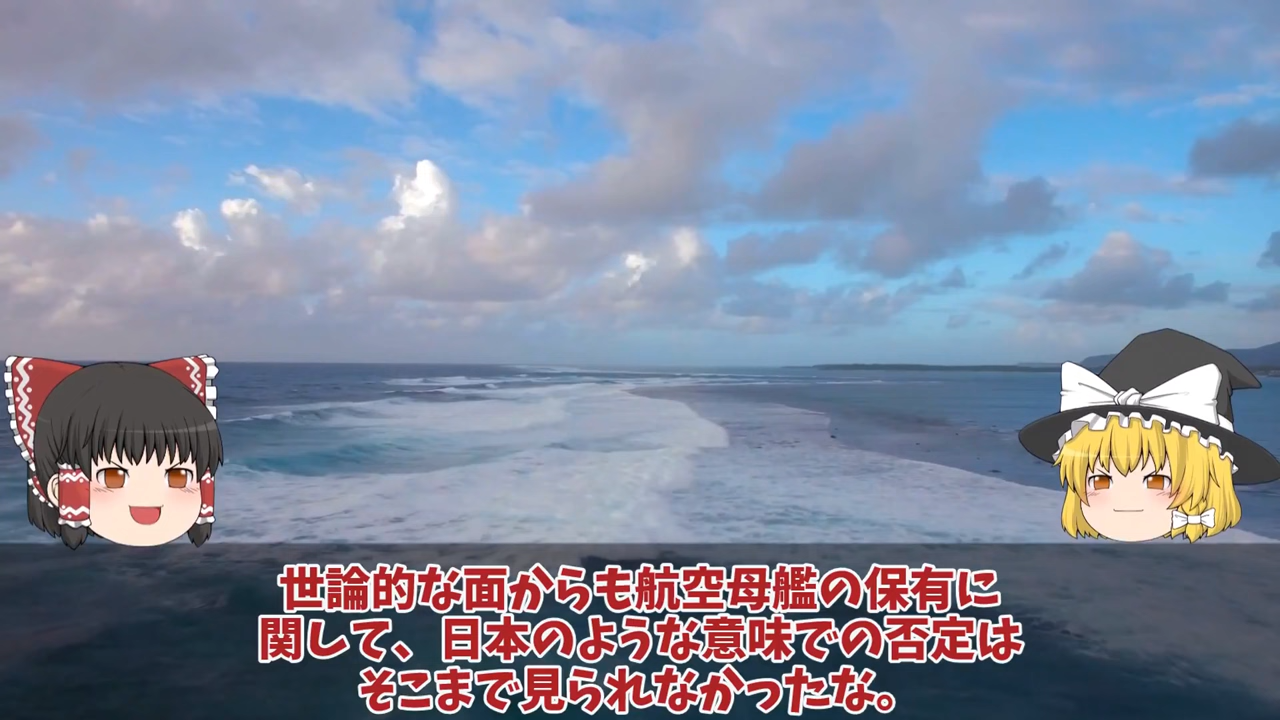 世論的な面からも航空母艦の保有に
関して、日本のような意味での否定は
そこまで見られなかったな。